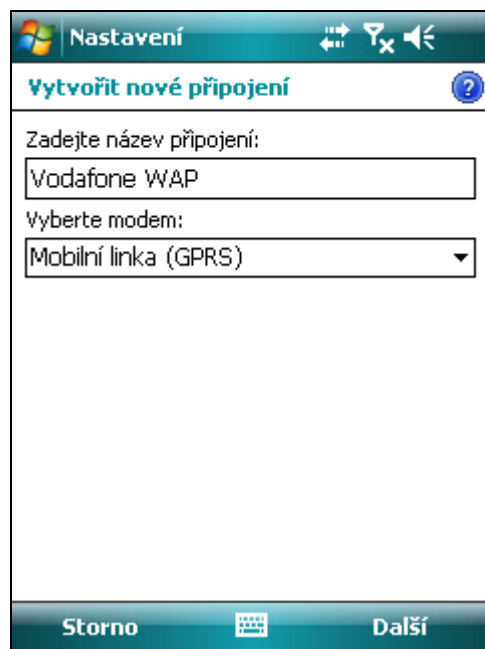 Nastavení
Vytvořit nové připojení
Zadejte název připojení:
Vodafone WAP
Vyberte modem:
Mobilní linka (GPRS)
Storno Další